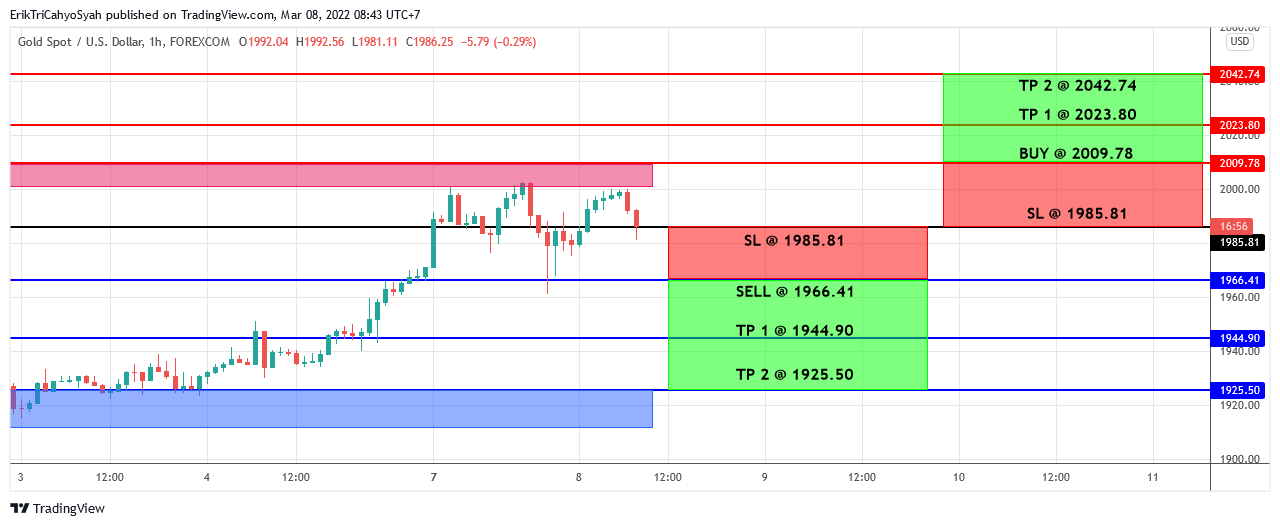 ErikTriCahyoSyah published on TradingView.com, Mar 08, 2022 08:43 UTC+7
Gold Spot / U.S. Dollar, 1h, FOREXCOM O1992.04 H1992.56 L1981.11 C1986.25 −5.79 (−0.29%)
USD
2042.74
TP 2 @ 2042.74
TP 1 @ 2023.80
2023.80
2020.00
BUY @ 2009.78
2009.78
2000.00
SL @ 1985.81
16:56
SL @ 1985.81
1985.81
1966.41
SELL @ 1966.41
1960.00
TP 1 @ 1944.90
1944.90
1940.00
TP 2 @ 1925.50
1925.50
1920.00
1900.00
3 12:00 4 12:00 7 8 12:00 9 12:00 10 12:00 11
TradingView